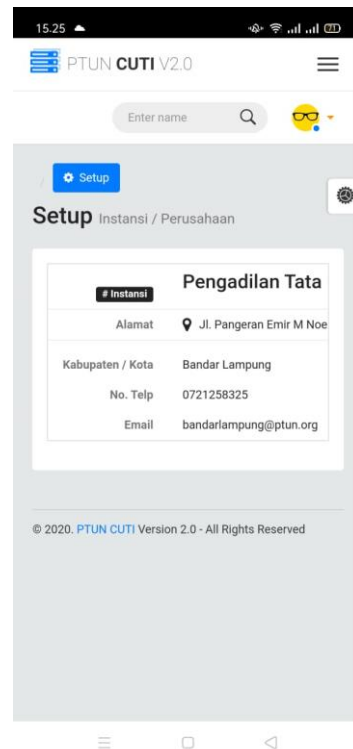 15.25
PTUN CUTI V2.0
Enter name
/ Setup
Setup Instansi / Perusahaan
# Instansi Pengadilan Tata
Alamat Jl. Pangeran Emir M Noe
Kabupaten / Kota Bandar Lampung
No. Telp 0721258325
Email bandarlampung@ptun.org
© 2020. PTUN CUTI Version 2.0 - All Rights Reserved